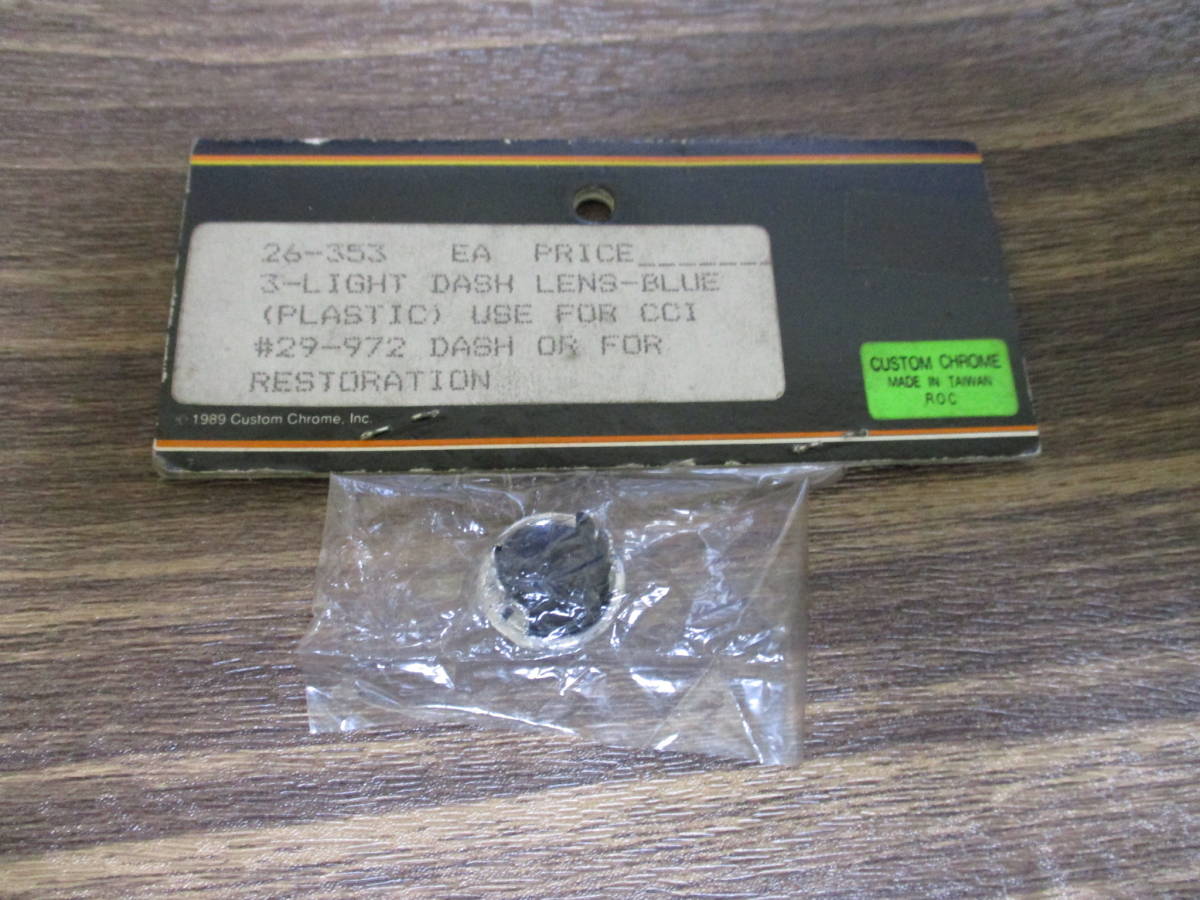 26-353 EA PRICE_______
3-LIGHT DASH LENS-BLUE
(PLASTIC) USE FOR CCI
#29-972 DASH OR FOR
RESTORATION
© 1989 Custom Chrome, Inc.
CUSTOM CHROME
MADE IN TAIWAN
R.O.C